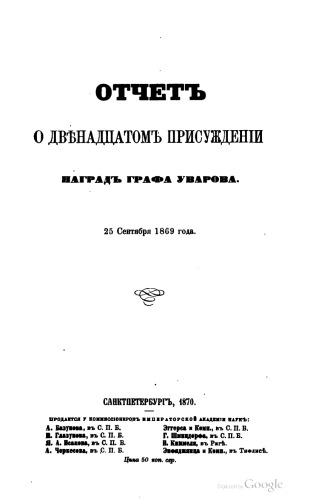 ОТЧЕТЪ
О ДВѢНАДЦАТОМЪ ПРИСУЖДЕНІИ
НАГРАДЪ ГРАФА УВАРОВА.
25 Сентября 1869 года.
САНКТПЕТЕРБУРГЪ, 1870.
ПРОДАЕТСЯ У КОММИССІОНЕРОВЪ ИМПЕРАТОРСКОЙ АКАДЕМІИ НАУКЪ:
А. Базунова, въ С. П. Б.
И. Глазунова, въ С. П. Б.
Я. А. Исакова, въ С. П. Б.
А. Черкесова, въ С. П. Б.
Эггерса и Комп., въ С. П. Б.
Г. Шмицдорфа, въ С. П. Б.
Н. Киммеля, въ Ригѣ.
Энфяджянца и Комп., въ Тифлисѣ.
Цѣна 50 коп. сер.
Google